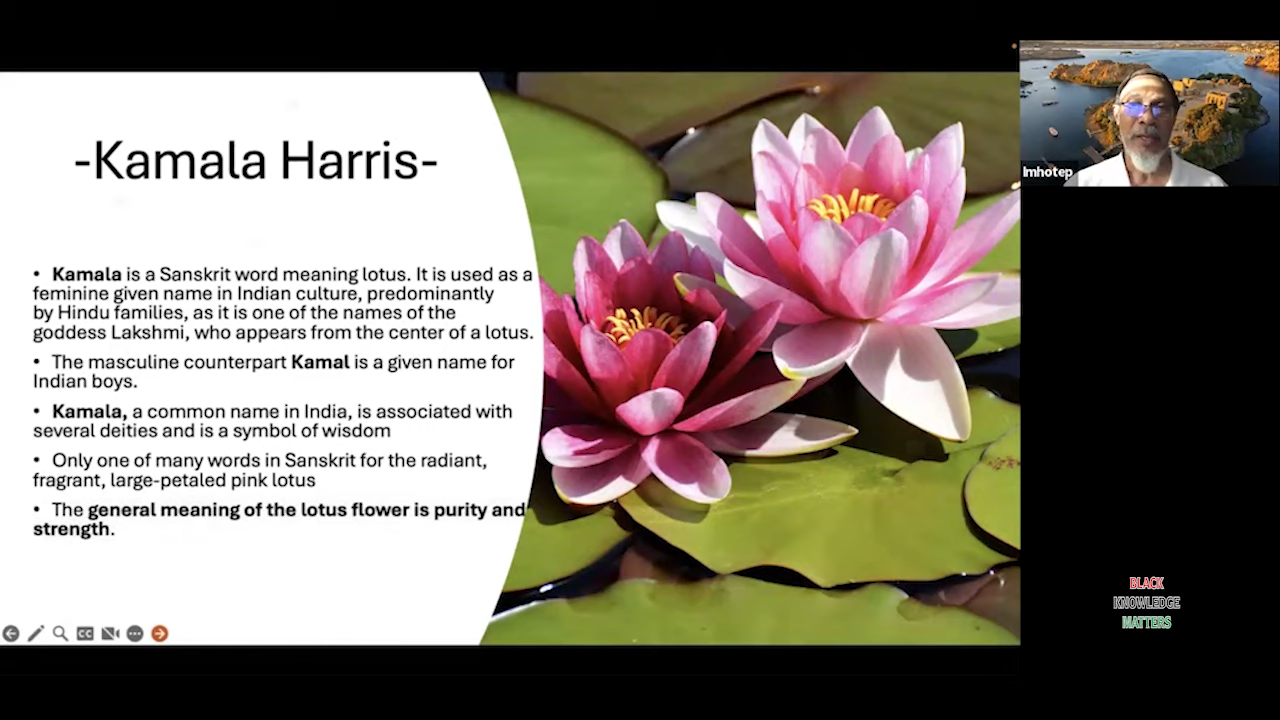 -Kamala Harris-
• Kamala is a Sanskrit word meaning lotus. It is used as a
feminine given name in Indian culture, predominantly
by Hindu families, as it is one of the names of the
goddess Lakshmi, who appears from the center of a lotus.
• The masculine counterpart Kamal is a given name for
Indian boys.
• Kamala, a common name in India, is associated with
several deities and is a symbol of wisdom
• Only one of many words in Sanskrit for the radiant,
fragrant, large-petaled pink lotus
• The general meaning of the lotus flower is purity and
strength.
CC
Imhotep
BLACK
KNOWLEDGE
MATTERS